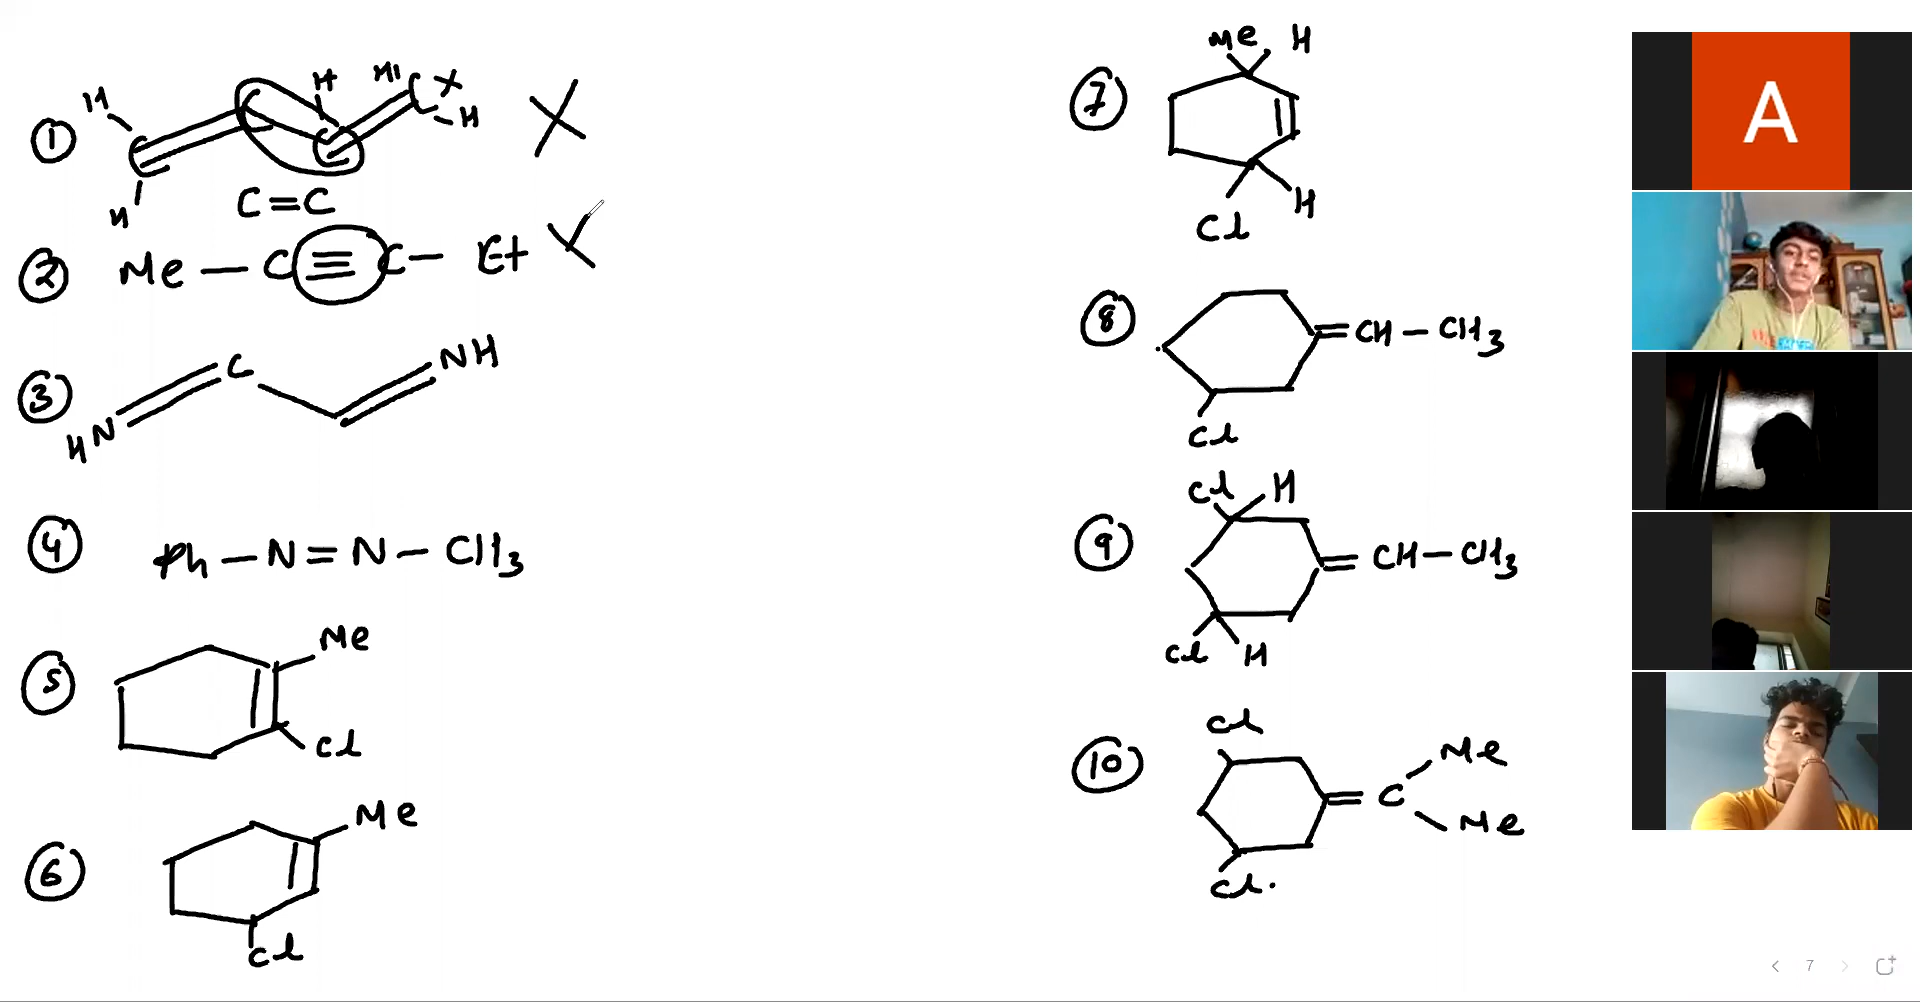 ① H H H H H X
C=C
② Me — C ≡ C — Et
③ HN C NH
④ Ph — N = N — CH3
⑤ Me
Cl
⑥ Me
Cl
⑦ Me H
H
Cl
⑧ = CH — CH3
Cl
⑨ Cl H
= CH — CH3
Cl H
⑩ Cl
= C Me
Me
Cl.
A
< 7 >